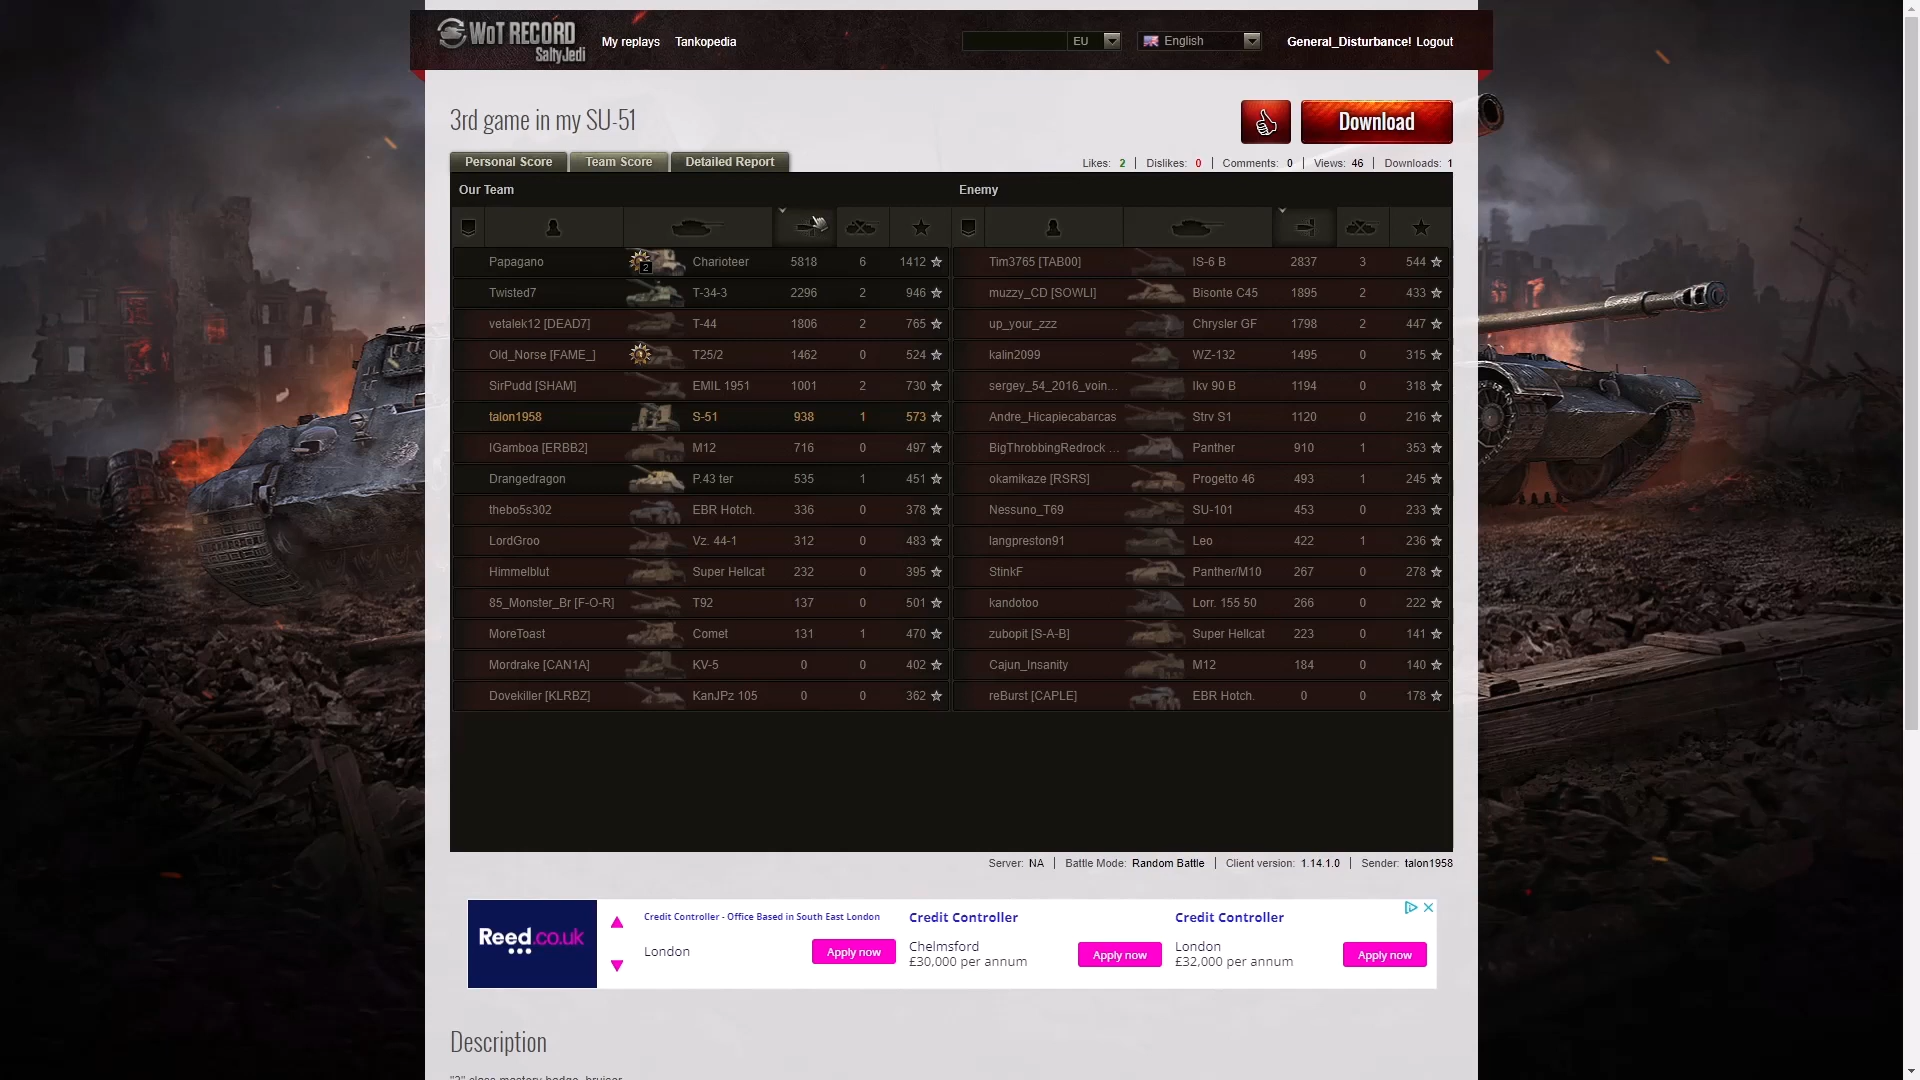 WoT RECORD
SaltyJedi
My replays Tankopedia
EU English
General_Disturbance! Logout
3rd game in my SU-51
Download
Personal Score Team Score Detailed Report
Likes: 2 | Dislikes: 0 | Comments: 0 | Views: 46 | Downloads: 1
Our Team Enemy
Papagano 2 Charioteer 5818 6 1412 Tim3765 [TAB00] IS-6 B 2837 3 544
Twisted7 T-34-3 2296 2 946 muzzy_CD [SOWLI] Bisonte C45 1895 2 433
vetalek12 [DEAD7] T-44 1806 2 765 up_your_zzz Chrysler GF 1798 2 447
Old_Norse [FAME_] T25/2 1462 0 524 kalin2099 WZ-132 1495 0 315
SirPudd [SHAM] EMIL 1951 1001 2 730 sergey_54_2016_voin... Ikv 90 B 1194 0 318
talon1958 S-51 938 1 573 Andre_Hicapiecabarcas Strv S1 1120 0 216
IGamboa [ERBB2] M12 716 0 497 BigThrobbingRedrock ... Panther 910 1 353
Drangedragon P.43 ter 535 1 451 okamikaze [RSRS] Progetto 46 493 1 245
thebo5s302 EBR Hotch. 336 0 378 Nessuno_T69 SU-101 453 0 233
LordGroo Vz. 44-1 312 0 483 langpreston91 Leo 422 1 236
Himmelblut Super Hellcat 232 0 395 StinkF Panther/M10 267 0 278
85_Monster_Br [F-O-R] T92 137 0 501 kandotoo Lorr. 155 50 266 0 222
MoreToast Comet 131 1 470 zubopit [S-A-B] Super Hellcat 223 0 141
Mordrake [CAN1A] KV-5 0 0 402 Cajun_Insanity M12 184 0 140
Dovekiller [KLRBZ] KanJPz 105 0 0 362 reBurst [CAPLE] EBR Hotch. 0 0 178
Server: NA | Battle Mode: Random Battle | Client version: 1.14.1.0 | Sender: talon1958
Reed.co.uk
Credit Controller - Office Based in South East London
London
Apply now
Credit Controller
Chelmsford
£30,000 per annum
Apply now
Credit Controller
London
£32,000 per annum
Apply now
Description